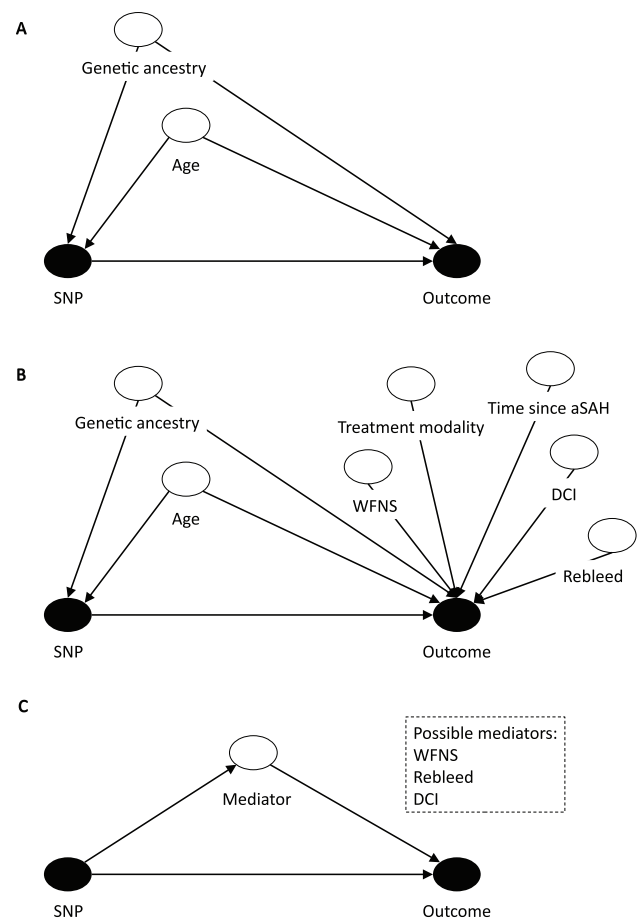 A
Genetic ancestry
Age
SNP
Outcome
B
Genetic ancestry
Treatment modality
Time since aSAH
WFNS
DCI
Age
Rebleed
SNP
Outcome
C
Possible mediators:
WFNS
Rebleed
DCI
Mediator
SNP
Outcome